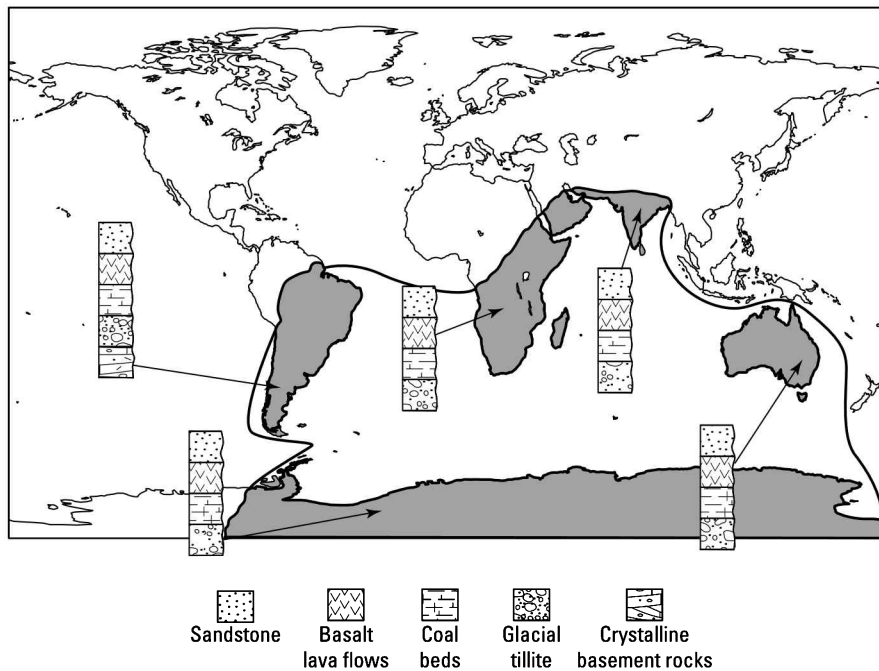 Sandstone
Basalt
lava flows
Coal
beds
Glacial
tillite
Crystalline
basement rocks